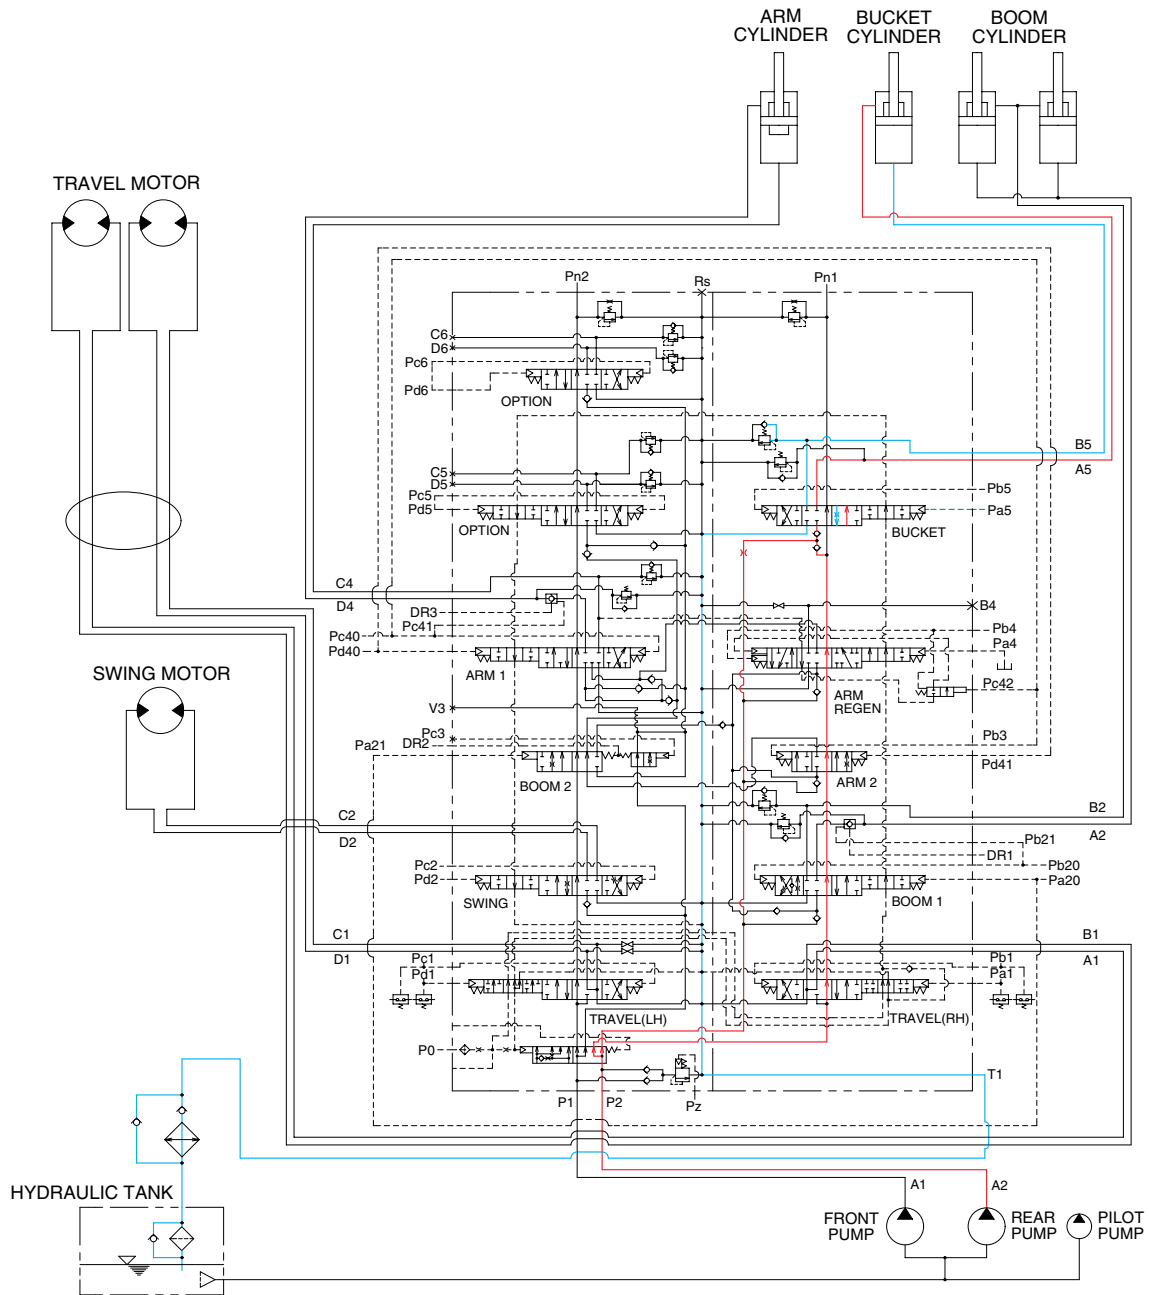 ARM
CYLINDER
BUCKET
CYLINDER
BOOM
CYLINDER
TRAVEL MOTOR
Pn2
Rs
Pn1
C6
D6
Pc6
Pd6
OPTION
B5
A5
C5
D5
Pc5
Pd5
OPTION
Pb5
Pa5
BUCKET
C4
D4
DR3
Pc41
B4
Pc40
Pd40
ARM 1
Pb4
Pa4
Pc42
ARM
REGEN
SWING MOTOR
V3
Pc3
DR2
Pa21
BOOM 2
Pb3
Pd41
ARM 2
C2
D2
B2
A2
Pb21
DR1
Pc2
Pd2
SWING
Pb20
Pa20
BOOM 1
C1
D1
B1
A1
Pc1
Pd1
TRAVEL(LH)
Pb1
Pa1
TRAVEL(RH)
P0
T1
P1
P2
Pz
HYDRAULIC TANK
A1
A2
FRONT
PUMP
REAR
PUMP
PILOT
PUMP